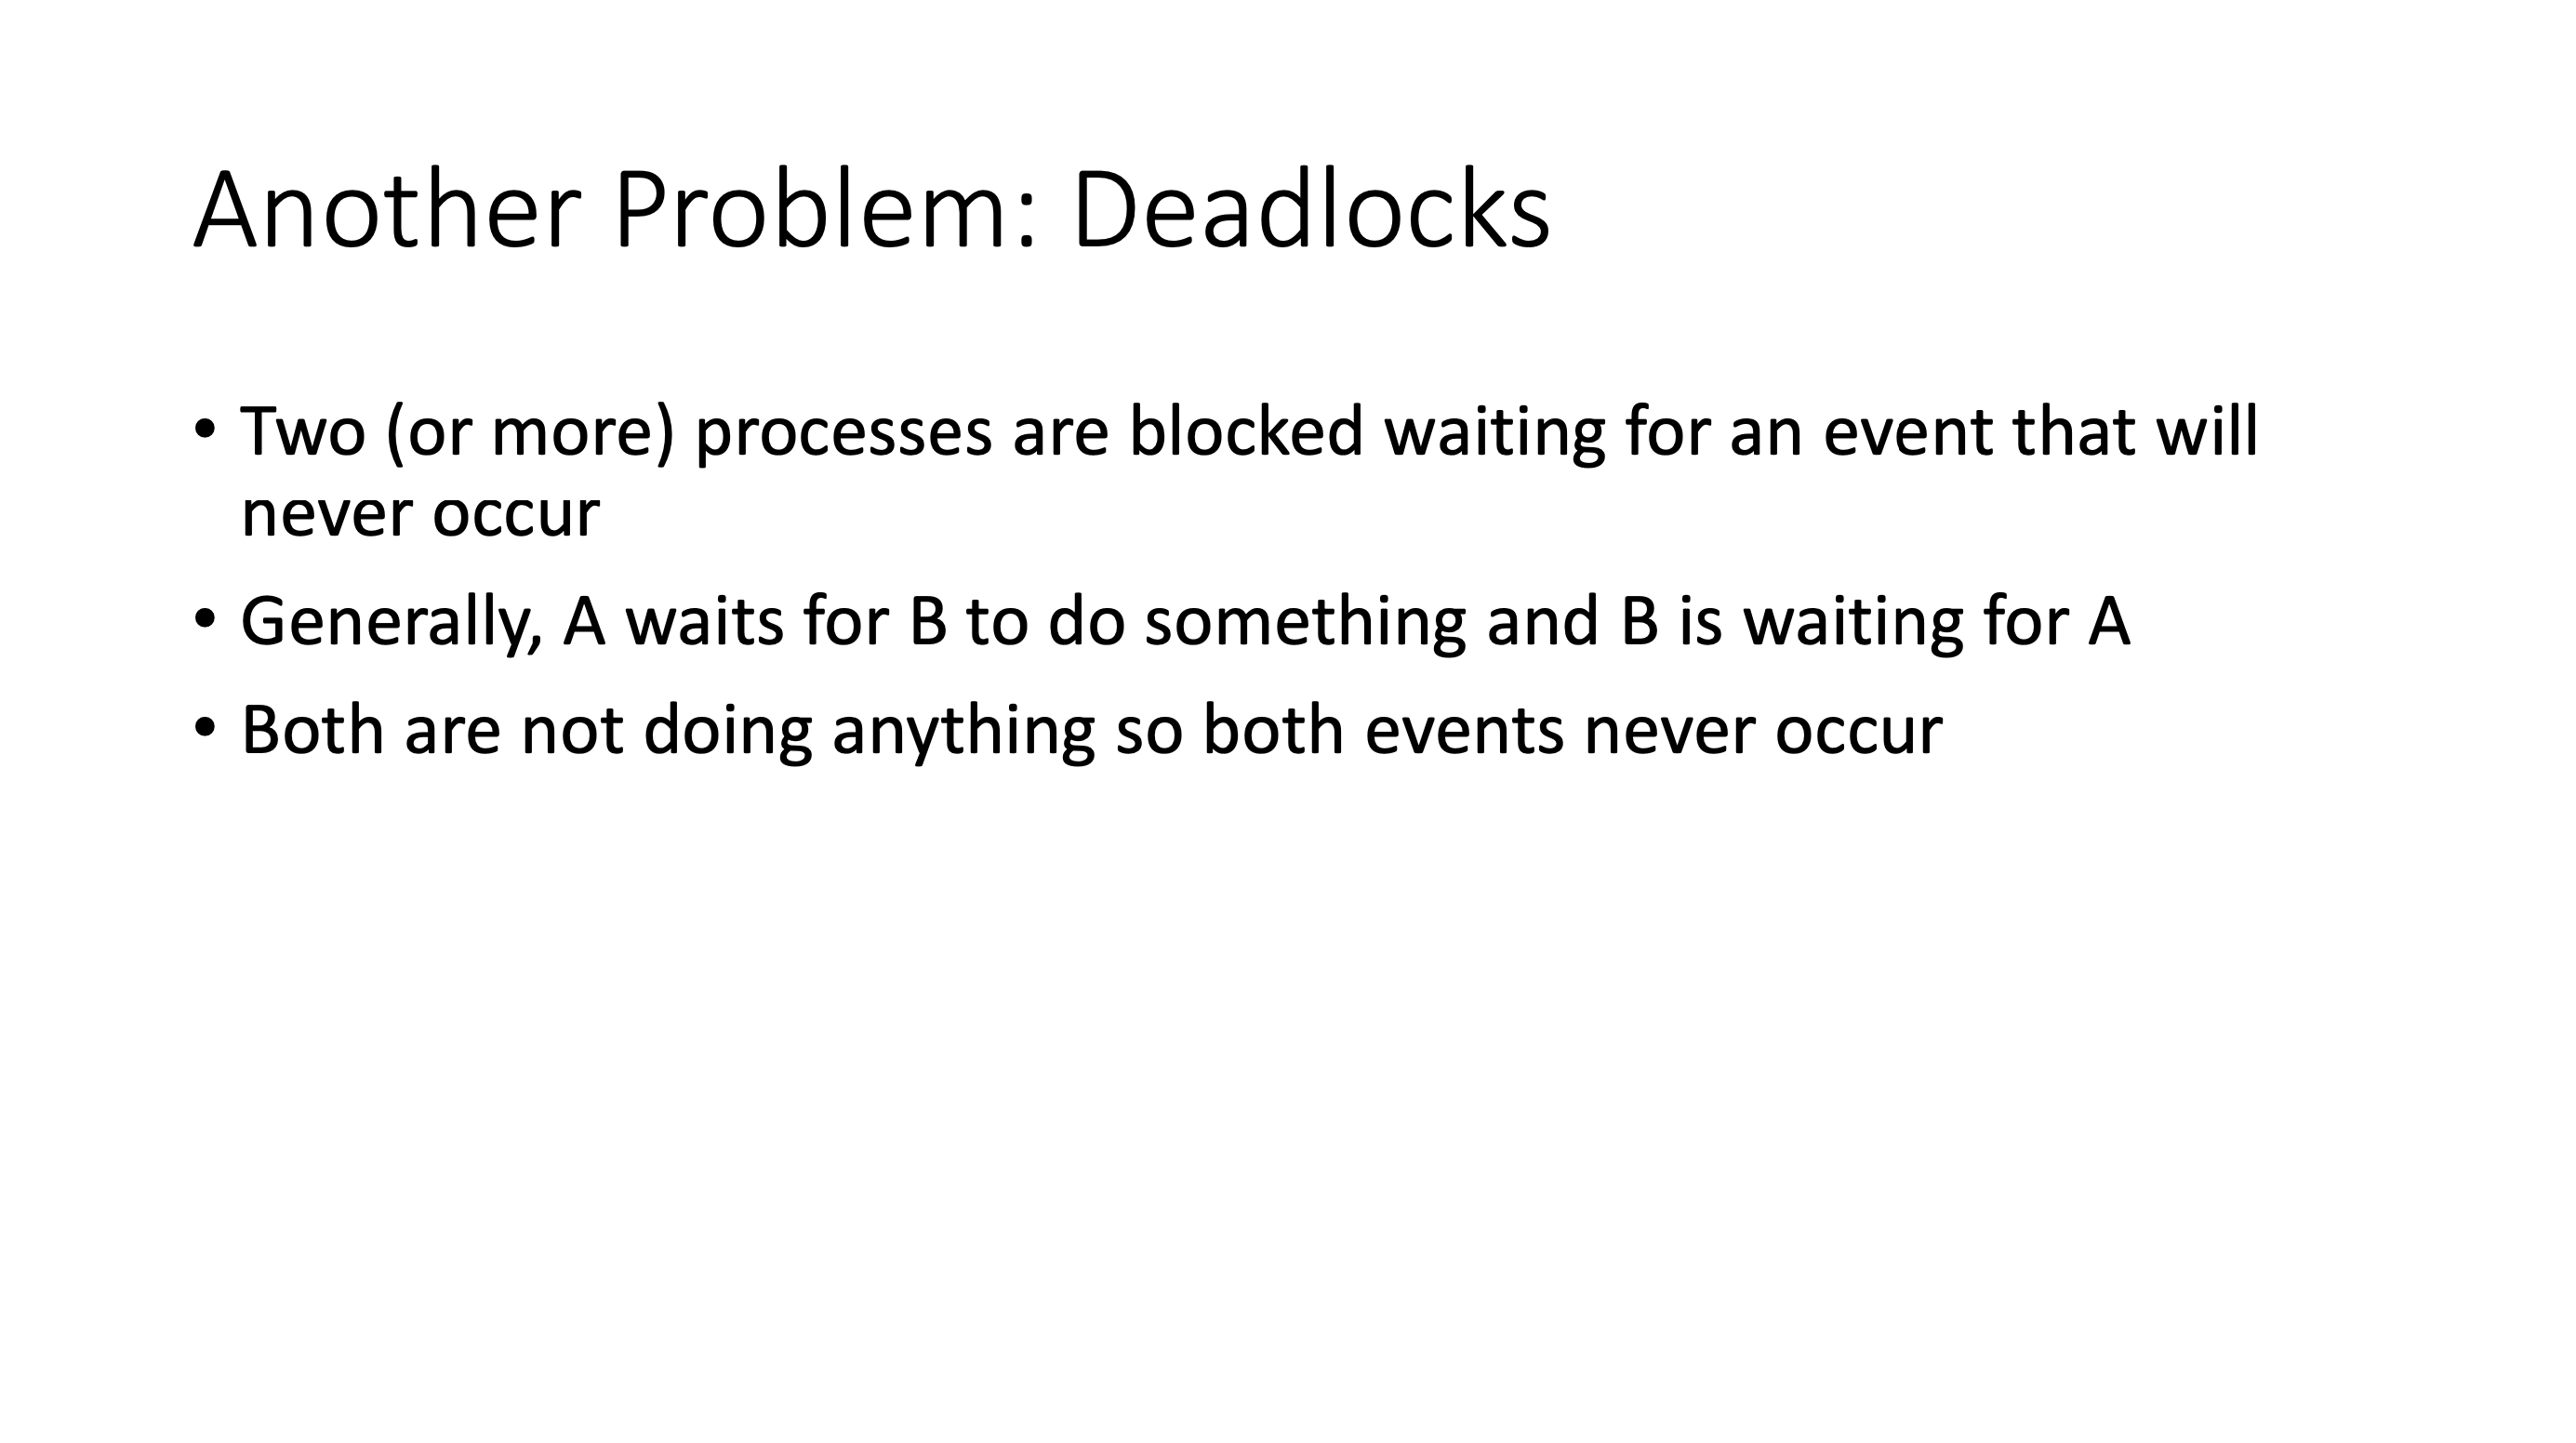 Another Problem: Deadlocks
• Two (or more) processes are blocked waiting for an event that will
never occur
• Generally, A waits for B to do something and B is waiting for A
• Both are not doing anything so both events never occur